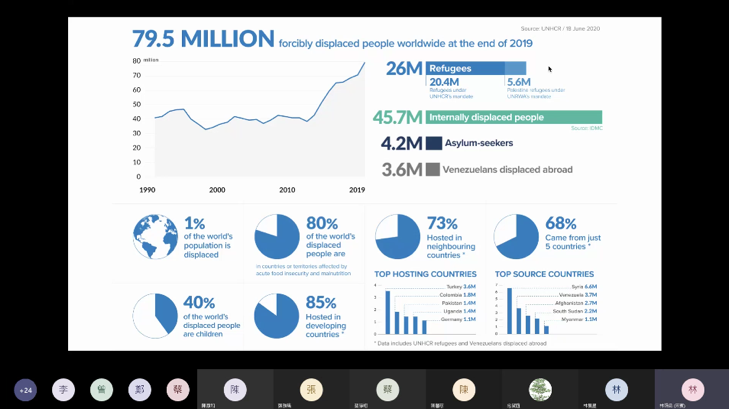 Source: UNHCR / 18 June 2020
79.5 MILLION forcibly displaced people worldwide at the end of 2019
80 million
70
60
50
40
30
20
10
0
1990 2000 2010 2019
26M Refugees
20.4M
Refugees under
UNHCR's mandate
5.6M
Palestine refugees under
UNRWA's mandate
45.7M Internally displaced people
Source: IDMC
4.2M Asylum-seekers
3.6M Venezuelans displaced abroad
1%
of the world's
population is
displaced
80%
of the world's
displaced
people are
in countries or territories affected by
acute food insecurity and malnutrition
73%
Hosted in
neighbouring
countries *
68%
Came from just
5 countries *
40%
of the world's
displaced people
are children
85%
Hosted in
developing
countries *
TOP HOSTING COUNTRIES
Turkey 3.6M
Colombia 1.8M
Pakistan 1.4M
Uganda 1.4M
Germany 1.1M
TOP SOURCE COUNTRIES
Syria 6.6M
Venezuela 3.7M
Afghanistan 2.7M
South Sudan 2.2M
Myanmar 1.1M
* Data includes UNHCR refugees and Venezuelans displaced abroad
+24
李
鄭
蔡
陳
張
蔡
陳
林
林